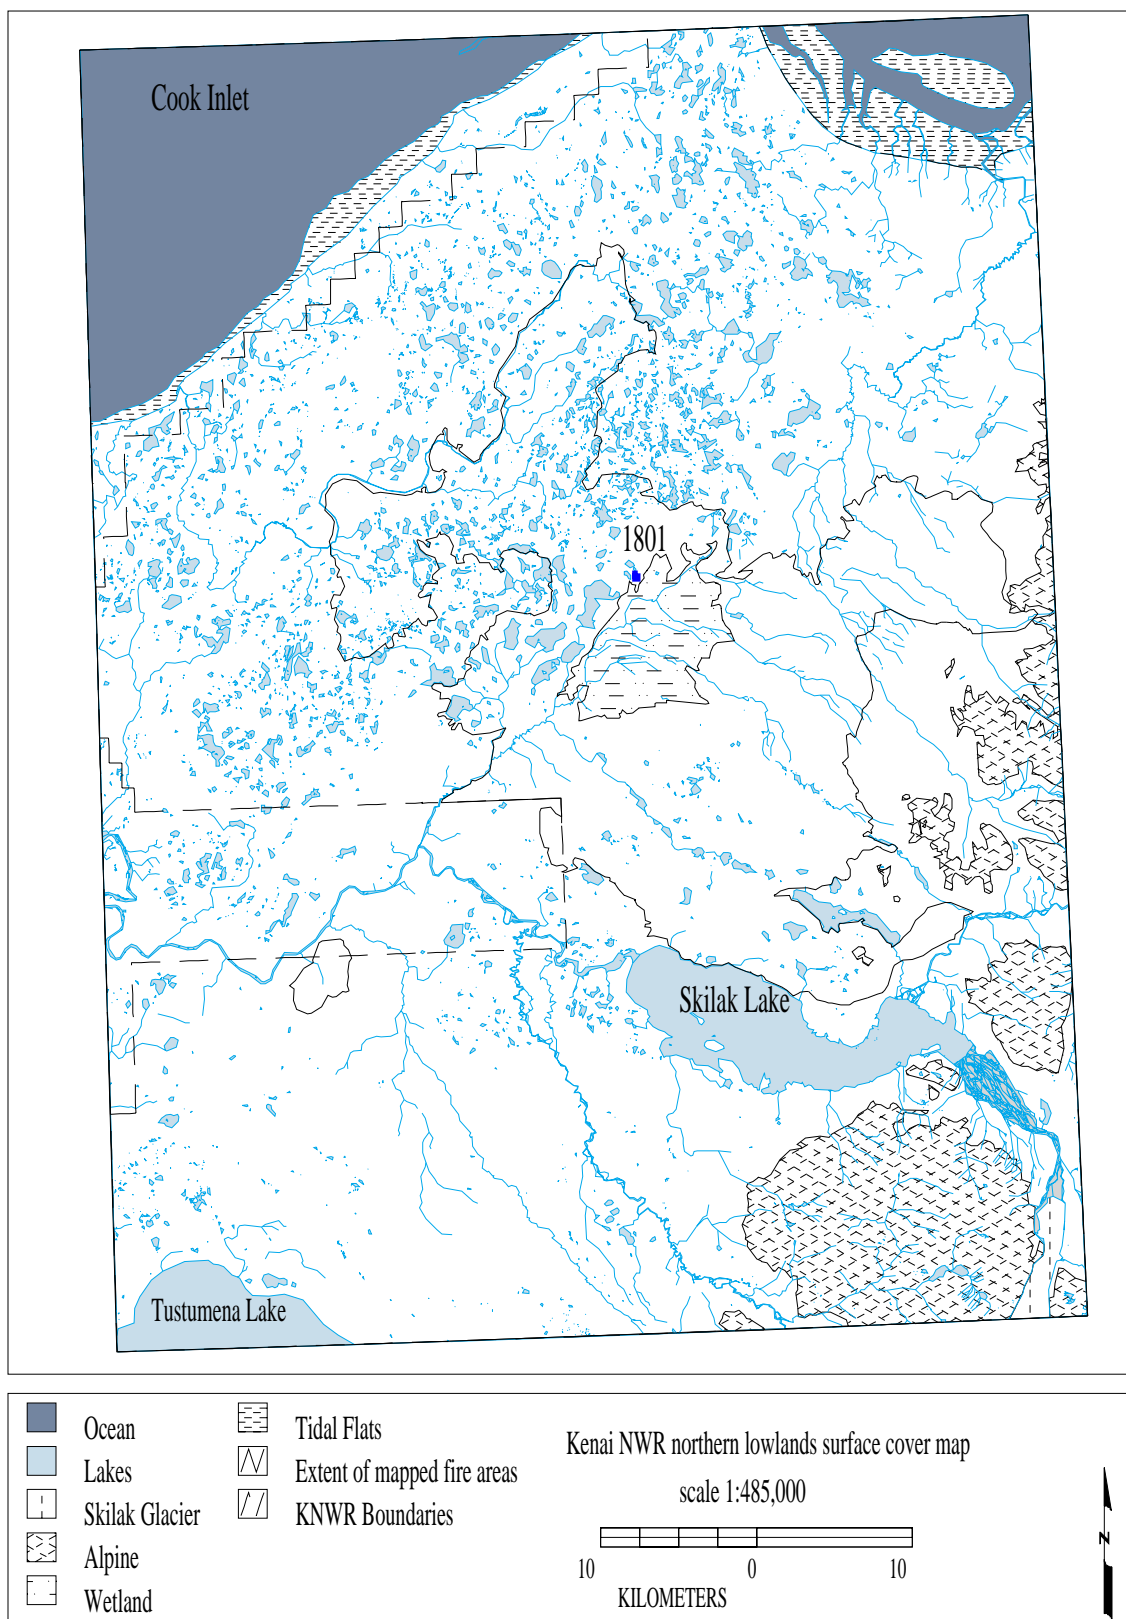 Cook Inlet
1801
Skilak Lake
Tustumena Lake
Ocean
Lakes
Skilak Glacier
Alpine
Wetland
Tidal Flats
Extent of mapped fire areas
KNWR Boundaries
Kenai NWR northern lowlands surface cover map
scale 1:485,000
10 0 10
KILOMETERS
N